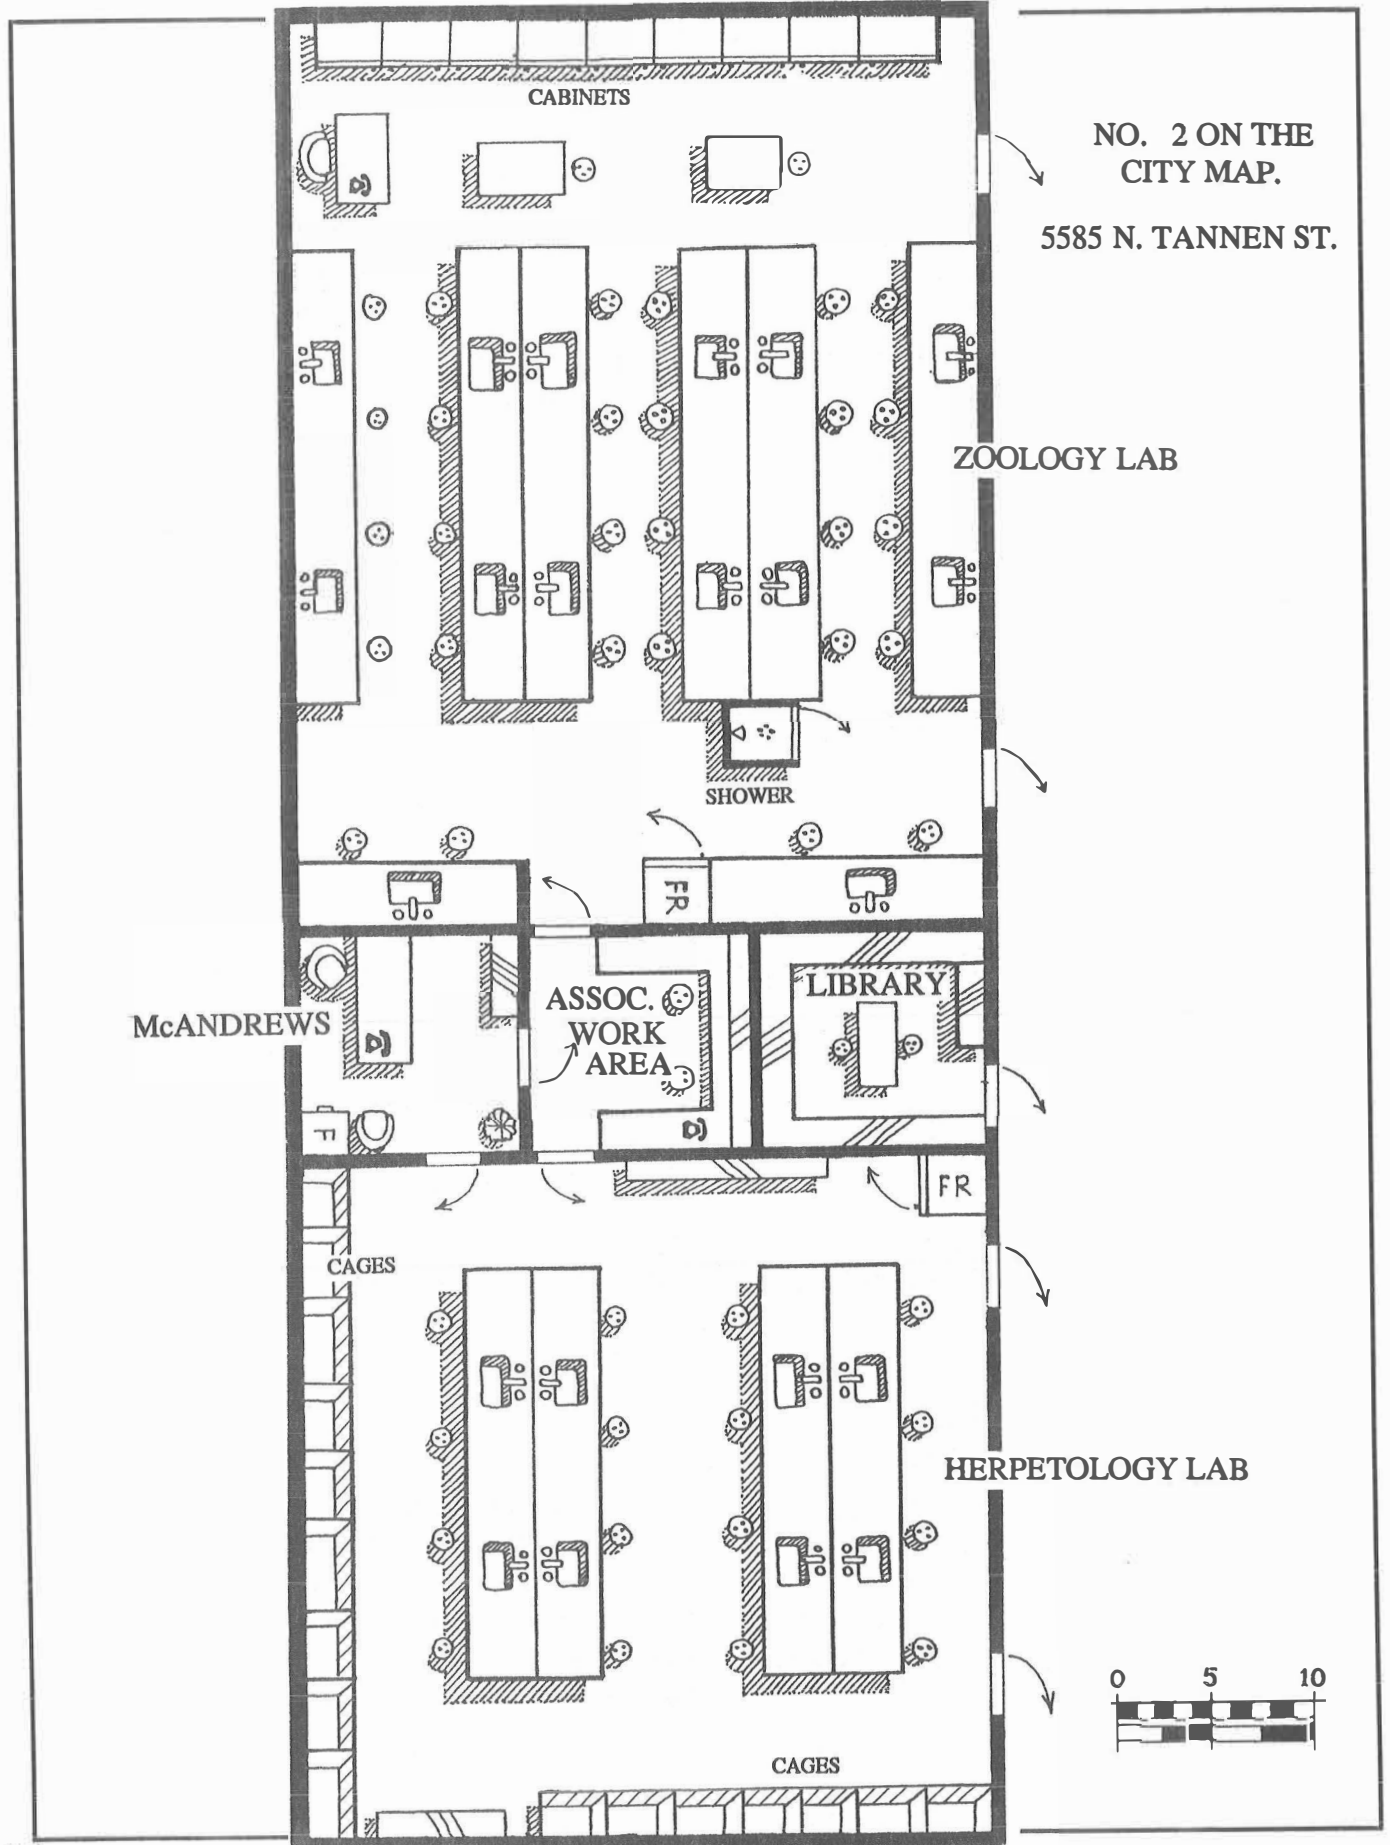 CABINETS
NO. 2 ON THE
CITY MAP.
5585 N. TANNEN ST.
ZOOLOGY LAB
SHOWER
FR
McANDREWS
ASSOC.
WORK
AREA
LIBRARY
F
FR
CAGES
HERPETOLOGY LAB
0 5 10
CAGES